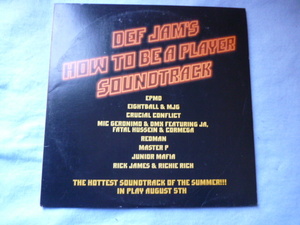 DEF JAM'S
HOW TO BE A PLAYER
SOUNDTRACK
EPMD
EIGHTBALL & MJG
CRUCIAL CONFLICT
MIC GERONIMO & DMX FEATURING JA,
FATAL HUSSEIN & CORMEGA
REDMAN
MASTER P
JUNIOR MAFIA
RICK JAMES & RICHIE RICH
THE HOTTEST SOUNDTRACK OF THE SUMMER!!!
IN PLAY AUGUST 5TH